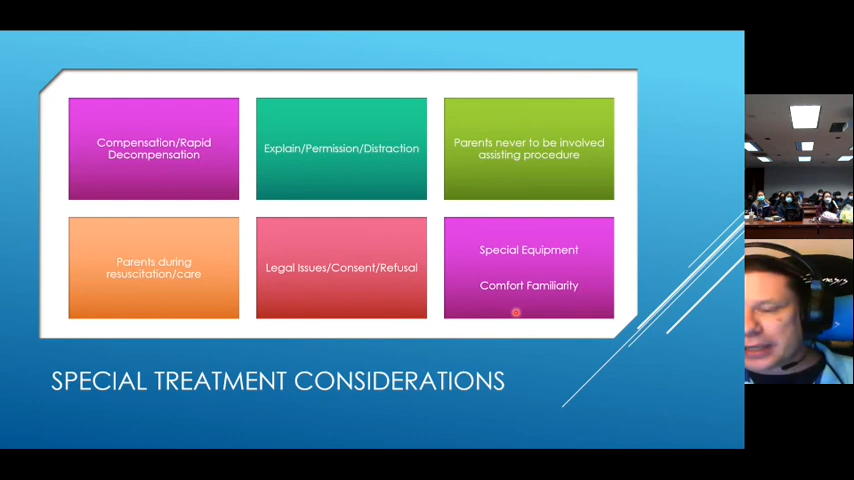 Compensation/Rapid
Decompensation
Explain/Permission/Distraction
Parents never to be involved
assisting procedure
Parents during
resuscitation/care
Legal Issues/Consent/Refusal
Special Equipment
Comfort Familiarity
SPECIAL TREATMENT CONSIDERATIONS